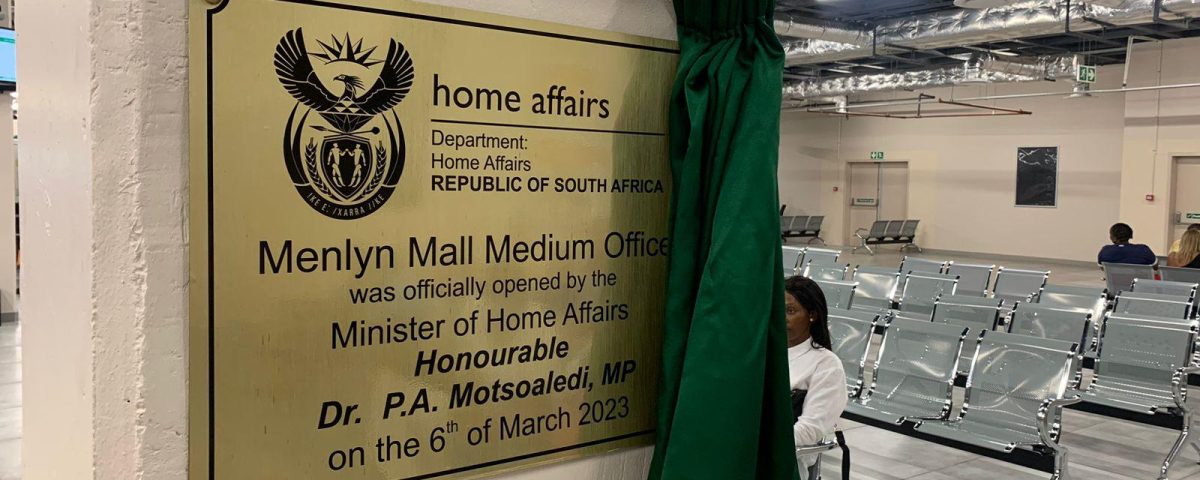 !KE E: /XARRA //KE
home affairs
Department:
Home Affairs
REPUBLIC OF SOUTH AFRICA
Menlyn Mall Medium Office
was officially opened by the
Minister of Home Affairs
Honourable
Dr. P.A. Motsoaledi, MP
on the 6th of March 2023